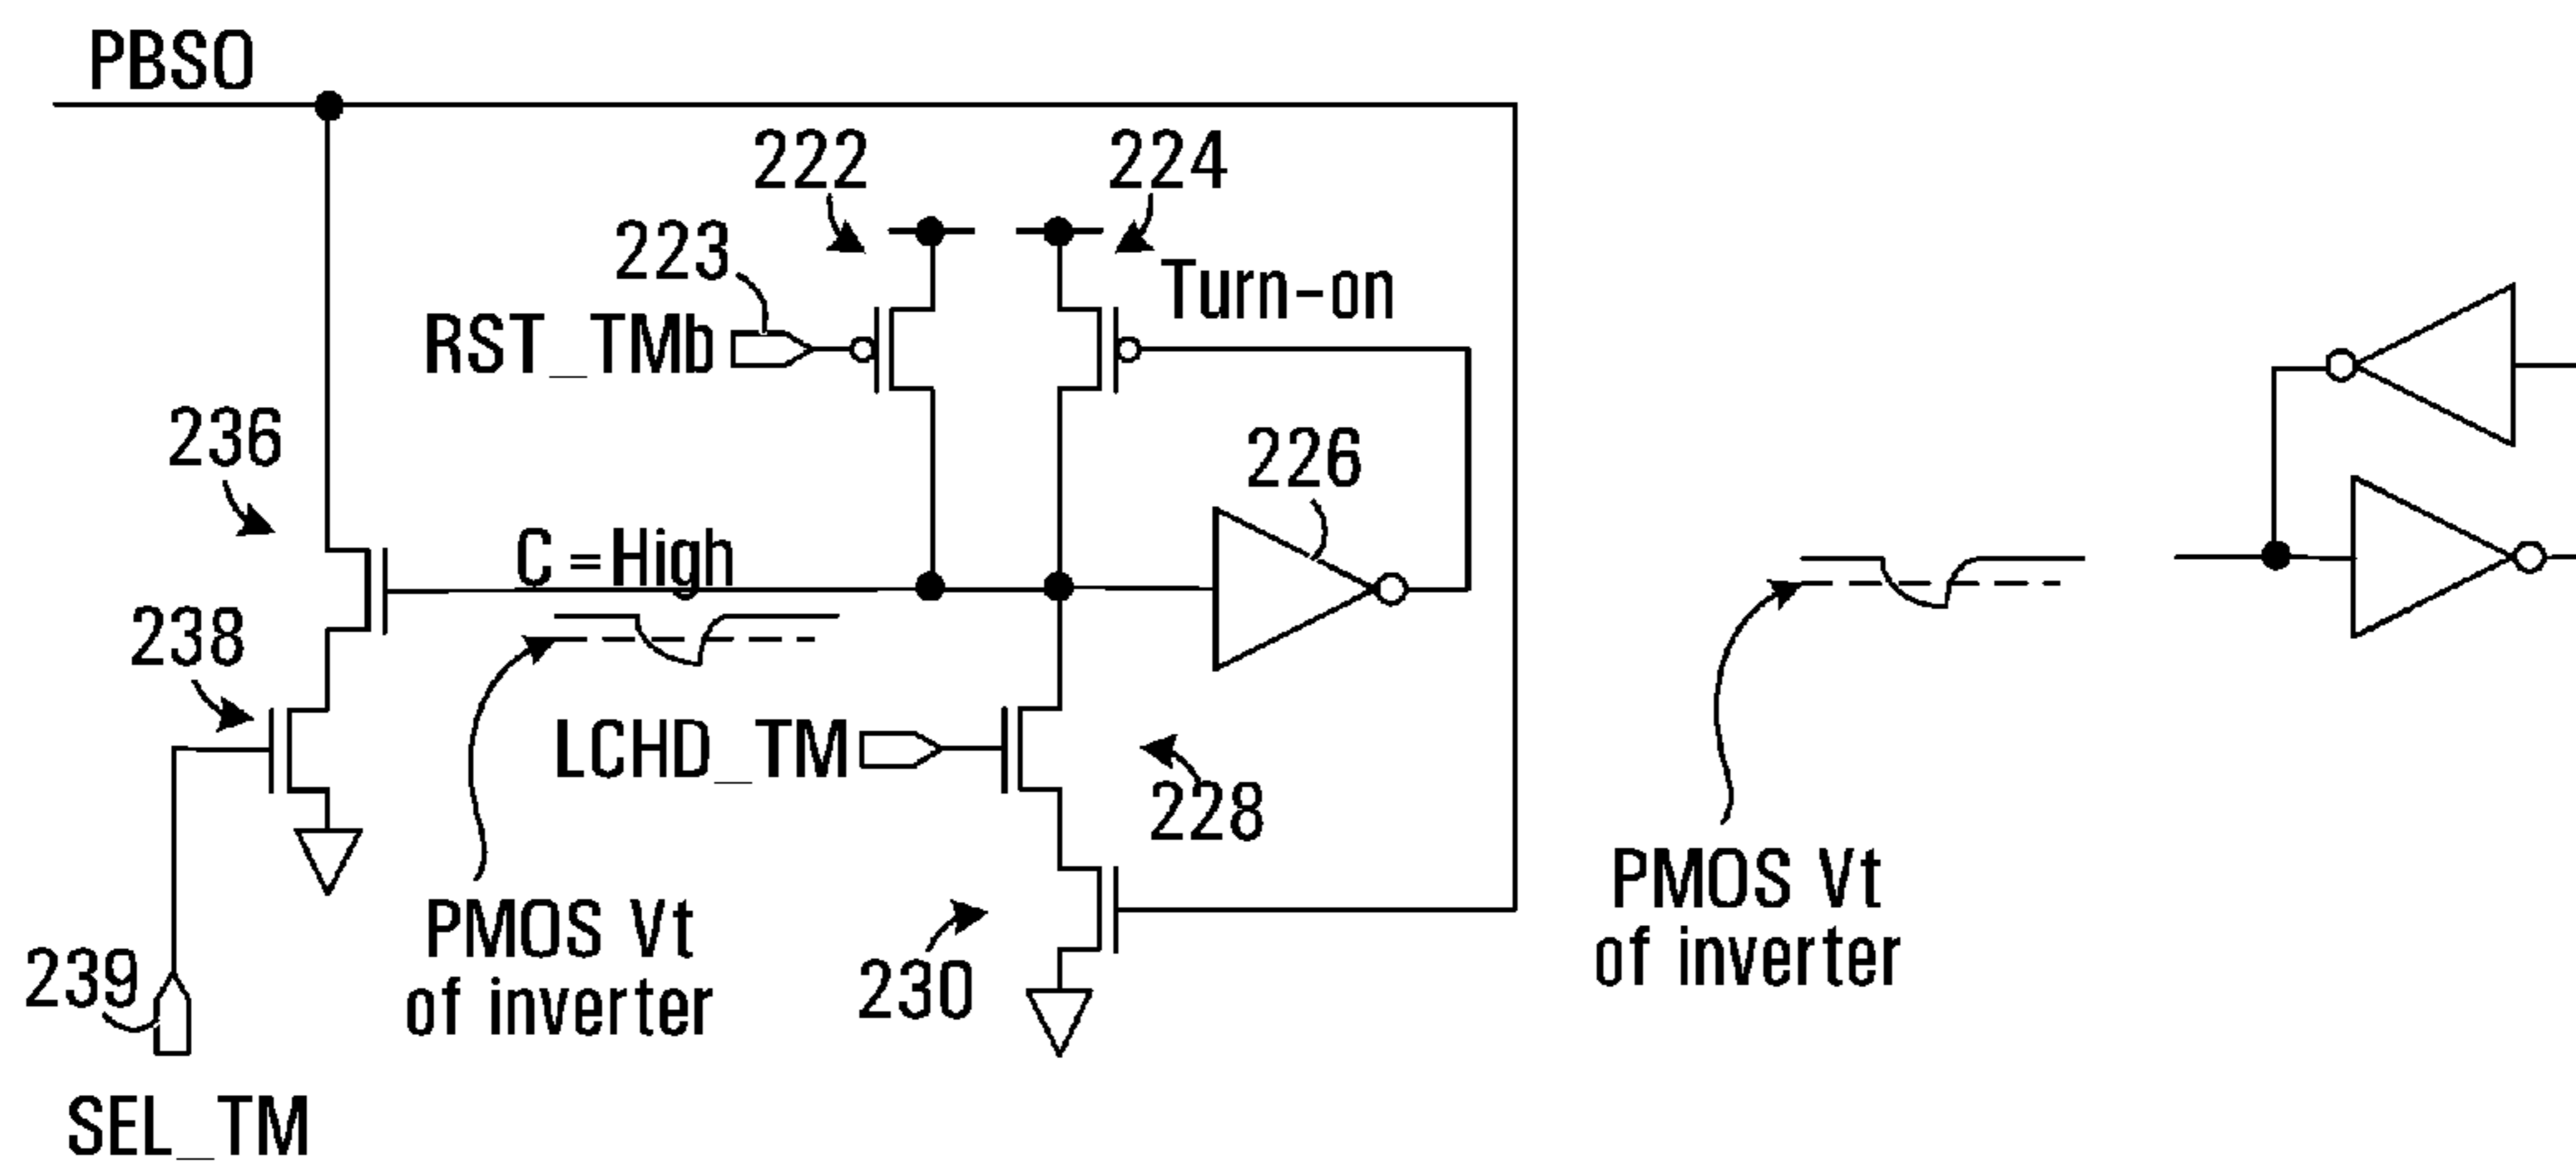 PBSO
222
224
223
Turn-on
RST_TMb
236
226
C=High
238
LCHD_TM
228
PMOS Vt
of inverter
PMOS Vt
of inverter
239
230
SEL_TM